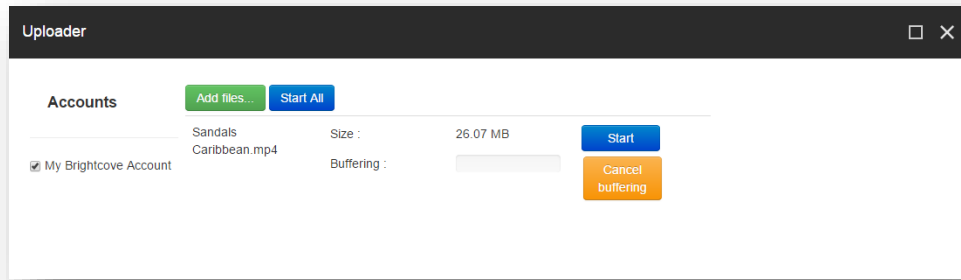 Uploader
Accounts
Add files...
Start All
Sandals
Caribbean.mp4
Size :
26.07 MB
Start
My Brightcove Account
Buffering :
Cancel
buffering